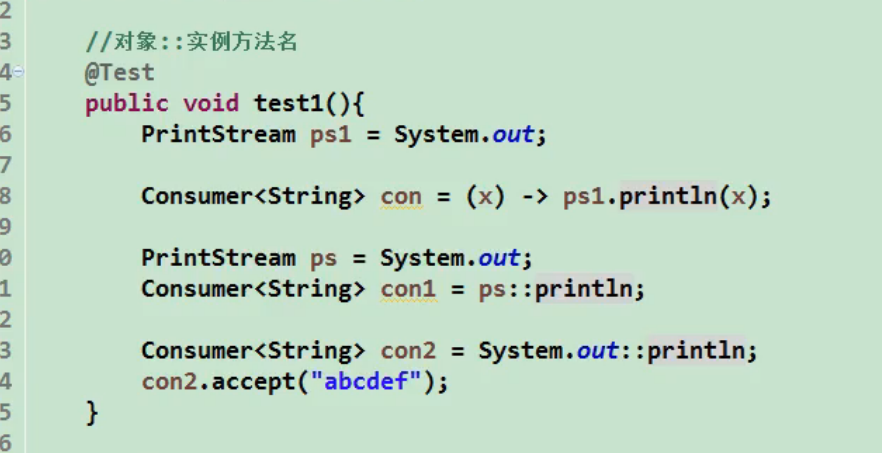 2
3 //对象::实例方法名
4 @Test
5 public void test1(){
6 PrintStream ps1 = System.out;
7
8 Consumer<String> con = (x) -> ps1.println(x);
9
0 PrintStream ps = System.out;
1 Consumer<String> con1 = ps::println;
2
3 Consumer<String> con2 = System.out::println;
4 con2.accept("abcdef");
5 }
6